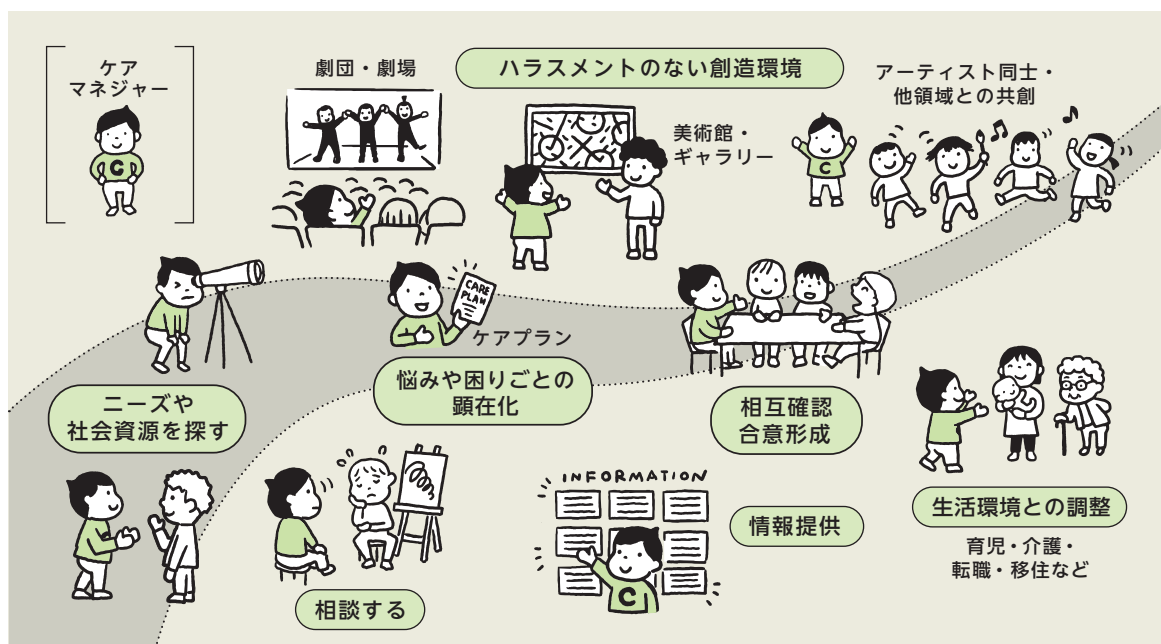 ケア
マネジャー
C
劇団・劇場
ハラスメントのない創造環境
美術館・
ギャラリー
アーティスト同士・
他領域との共創
C
CARE
PLAN
ケアプラン
ニーズや
社会資源を探す
悩みや困りごとの
顕在化
相互確認
合意形成
相談する
INFORMATION
C
情報提供
生活環境との調整
育児・介護・
転職・移住など